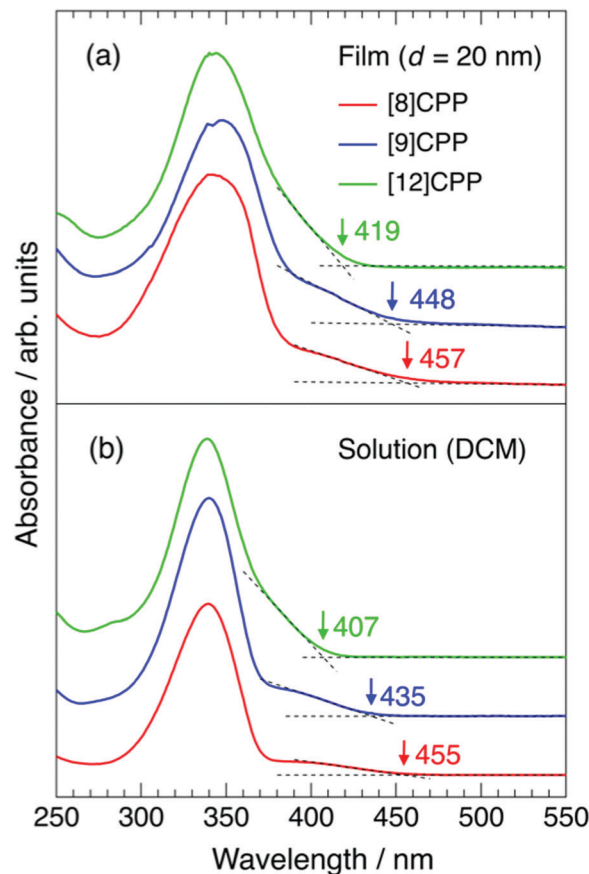 (a)
Film (d = 20 nm)
[8]CPP
[9]CPP
[12]CPP
419
448
457
(b)
Solution (DCM)
407
435
455
Absorbance / arb. units
250 300 350 400 450 500 550
Wavelength / nm